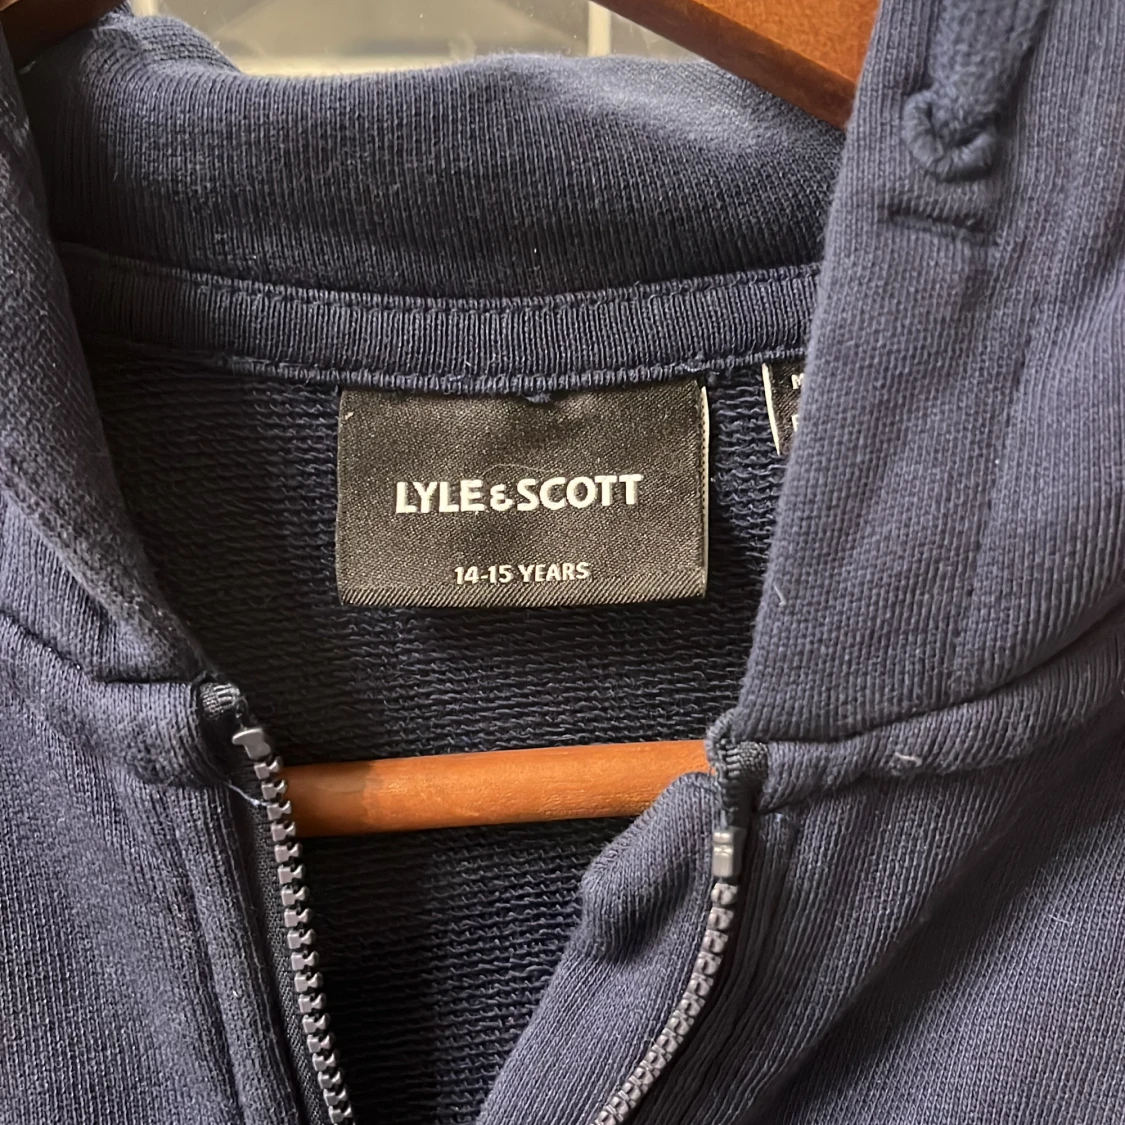 LYLE & SCOTT
14-15 YEARS